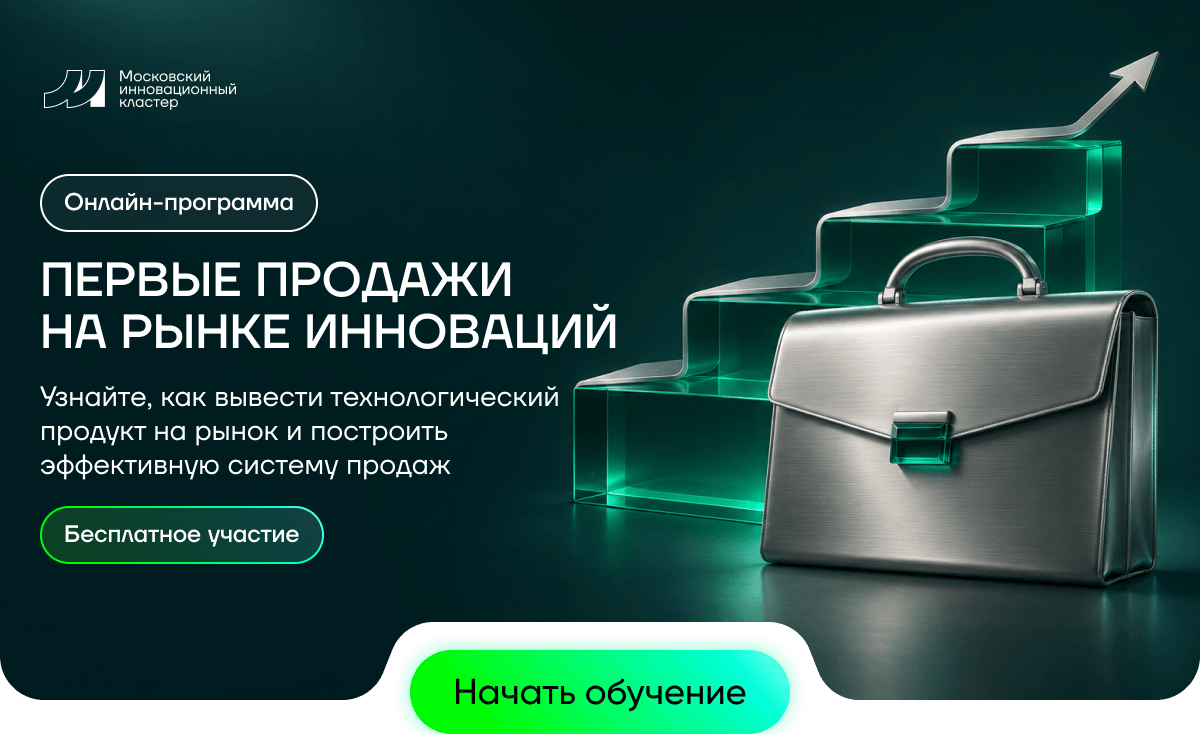 Московский
инновационный
кластер
Онлайн-программа
ПЕРВЫЕ ПРОДАЖИ
НА РЫНКЕ ИННОВАЦИЙ
Узнайте, как вывести технологический
продукт на рынок и построить
эффективную систему продаж
Бесплатное участие
Начать обучение